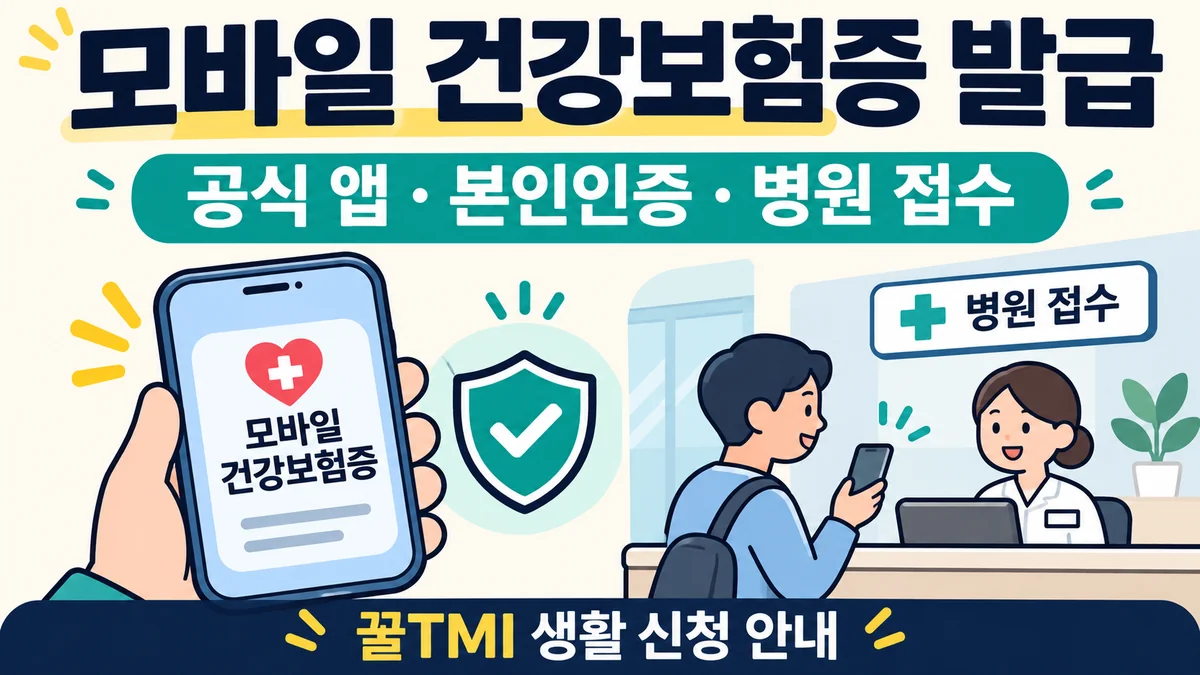 모바일 건강보험증 발급
공식 앱 · 본인인증 · 병원 접수
모바일
건강보험증
병원 접수
꿀TMI 생활 신청 안내